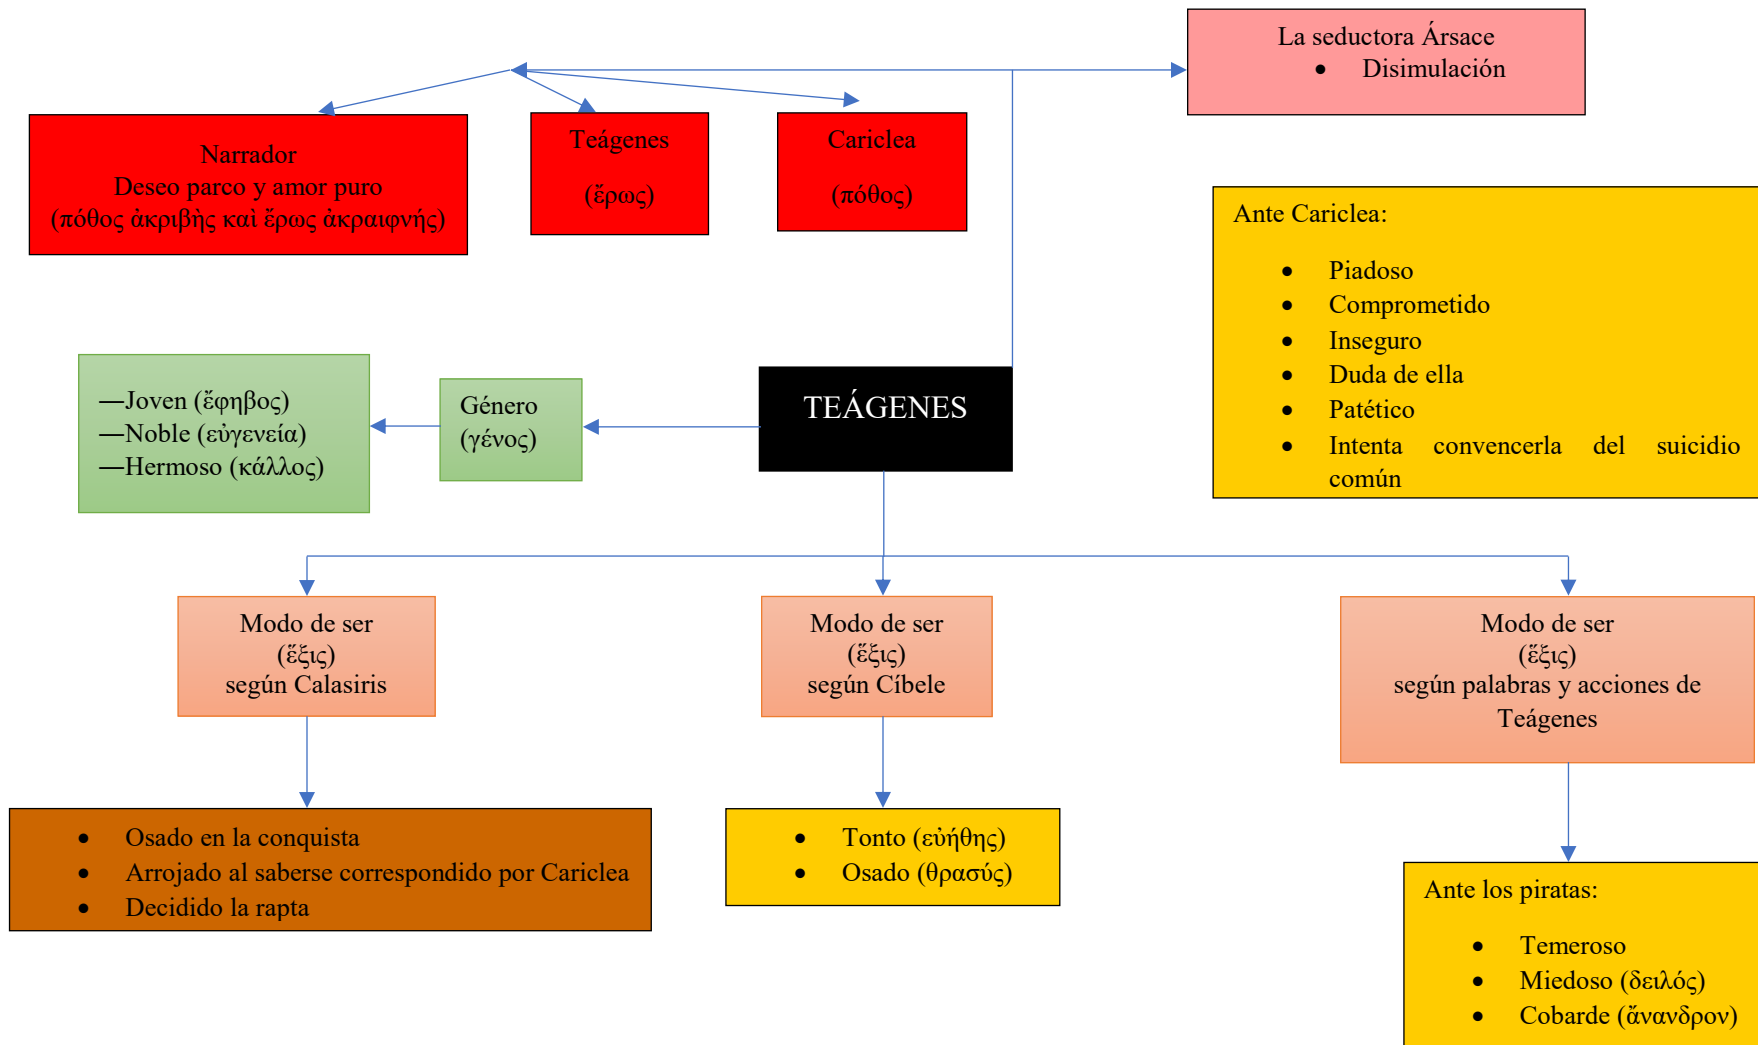 La seductora Ársace
• Disimulación
Narrador
Deseo parco y amor puro
(πόθος ἀκριβὴς καὶ ἔρως ἀκραιφνής)
Teágenes
(ἔρως)
Cariclea
(πόθος)
Ante Cariclea:
• Piadoso
• Comprometido
• Inseguro
• Duda de ella
• Patético
• Intenta convencerla del suicidio
común
—Joven (ἔφηβος)
—Noble (εὐγενεία)
—Hermoso (κάλλος)
Género
(γένος)
TEÁGENES
Modo de ser
(ἕξις)
según Calasiris
Modo de ser
(ἕξις)
según Cíbele
Modo de ser
(ἕξις)
según palabras y acciones de
Teágenes
• Osado en la conquista
• Arrojado al saberse correspondido por Cariclea
• Decidido la rapta
• Tonto (εὐήθης)
• Osado (θρασύς)
Ante los piratas:
• Temeroso
• Miedoso (δειλός)
• Cobarde (ἄνανδρον)